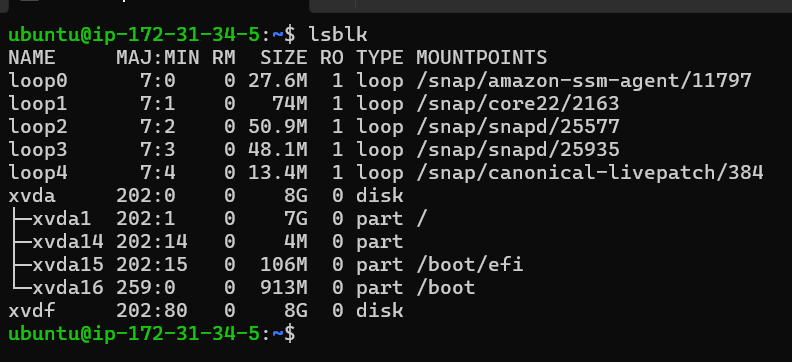 ubuntu@ip-172-31-34-5:~$ lsblk
NAME     MAJ:MIN RM  SIZE RO TYPE MOUNTPOINTS
loop0      7:0    0 27.6M  1 loop /snap/amazon-ssm-agent/11797
loop1      7:1    0   74M  1 loop /snap/core22/2163
loop2      7:2    0 50.9M  1 loop /snap/snapd/25577
loop3      7:3    0 48.1M  1 loop /snap/snapd/25935
loop4      7:4    0 13.4M  1 loop /snap/canonical-livepatch/384
xvda     202:0    0    8G  0 disk
├─xvda1  202:1    0    7G  0 part /
├─xvda14 202:14   0    4M  0 part
├─xvda15 202:15   0  106M  0 part /boot/efi
└─xvda16 259:0    0  913M  0 part /boot
xvdf     202:80   0    8G  0 disk
ubuntu@ip-172-31-34-5:~$